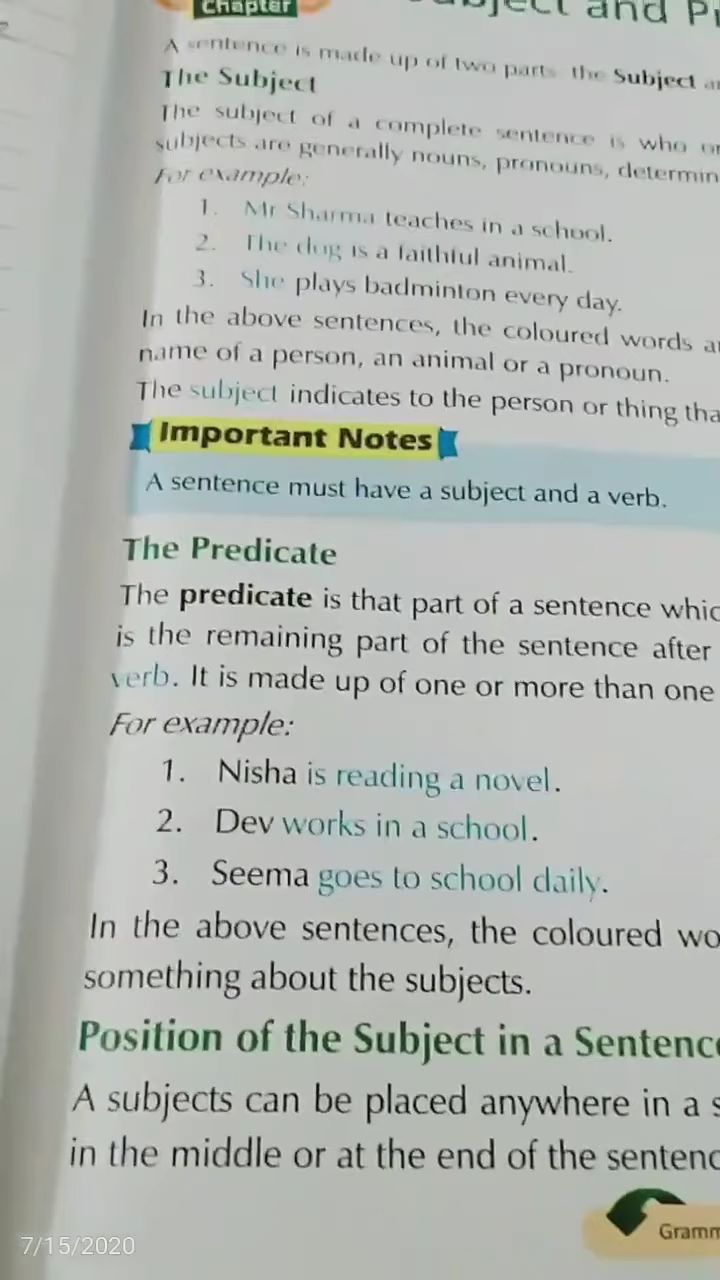 Chapter
and
A sentence is made up of two parts the Subject
The Subject
The subject of a complete sentence is who
subjects are generally nouns, pronouns, determin
For example:
1. Mr Sharma teaches in a school.
2. The dog is a faithful animal.
3. She plays badminton every day.
In the above sentences, the coloured words
name of a person, an animal or a pronoun.
The subject indicates to the person or thing tha
Important Notes
A sentence must have a subject and a verb.
The Predicate
The predicate is that part of a sentence whic
is the remaining part of the sentence after
verb. It is made up of one or more than one
For example:
1. Nisha is reading a novel.
2. Dev works in a school.
3. Seema goes to school daily.
In the above sentences, the coloured wo
something about the subjects.
Position of the Subject in a Sentenc
A subjects can be placed anywhere in a s
in the middle or at the end of the sentenc
Gramm
7/15/2020